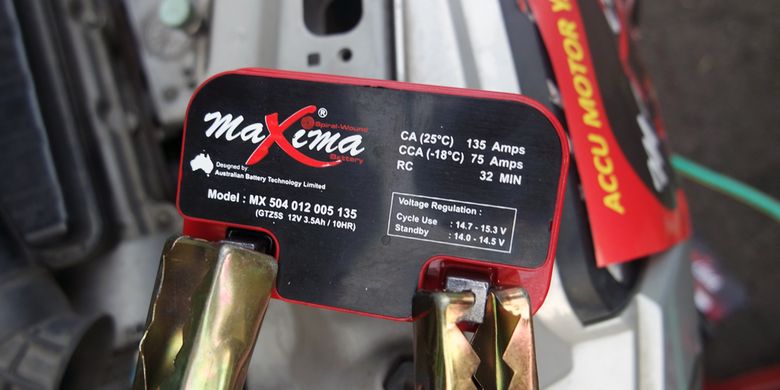 ®
Spiral-Wound
maXima
Battery
Designed by
Australian Battery Technology Limited
Model : MX 504 012 005 135
(GTZ5S 12V 3.5Ah / 10HR)
CA (25°C) 135 Amps
CCA (-18°C) 75 Amps
RC 32 MIN
Voltage Regulation :
Cycle Use : 14.7 - 15.3 V
Standby : 14.0 - 14.5 V
ACCU MOTOR Y